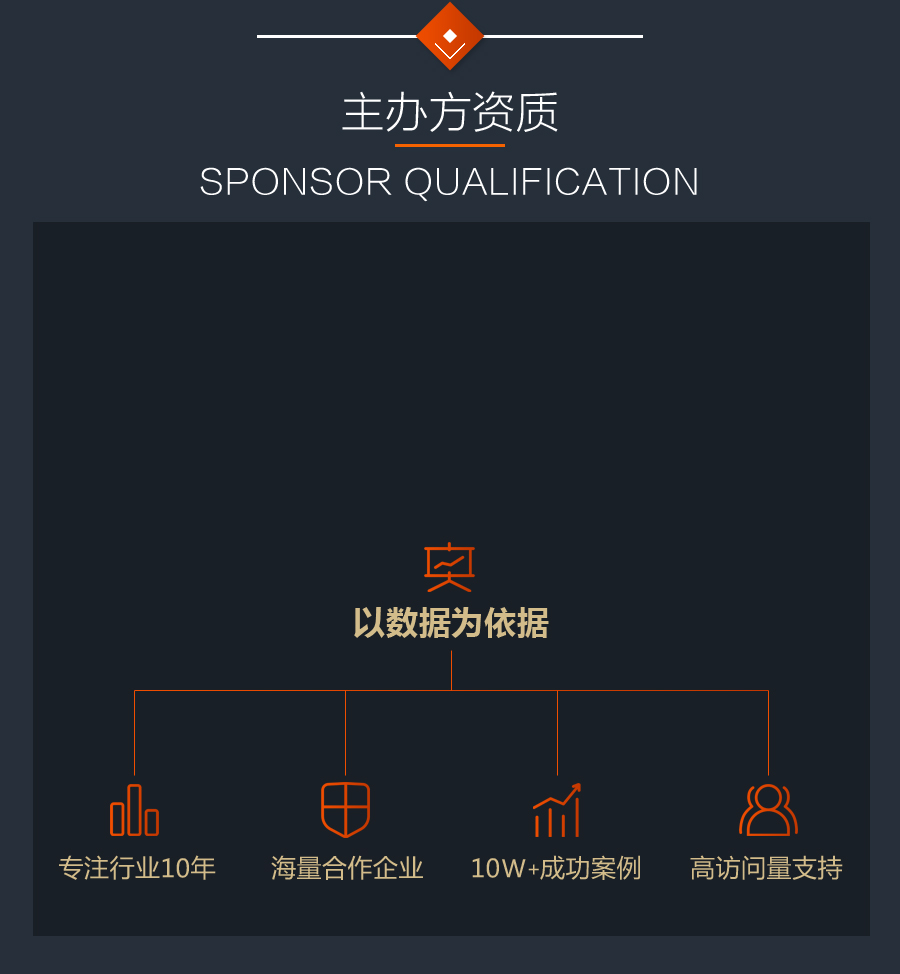 主办方资质
SPONSOR QUALIFICATION
以数据为依据
专注行业10年
海量合作企业
10W+成功案例
高访问量支持